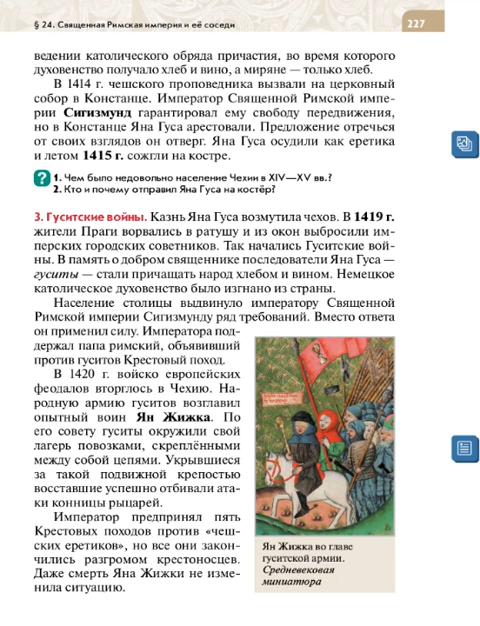 § 24. Священная Римская империя и её соседи
227
ведении католического обряда причастия, во время которого
духовенство получало хлеб и вино, а миряне — только хлеб.
В 1414 г. чешского проповедника вызвали на церковный
собор в Констанце. Император Священной Римской импе-
рии Сигизмунд гарантировал ему свободу передвижения,
но в Констанце Яна Гуса арестовали. Предложение отречься
от своих взглядов он отверг. Яна Гуса осудили как еретика
и летом 1415 г. сожгли на костре.
? 1. Чем было недовольно население Чехии в XIV—XV вв.?
2. Кто и почему отправил Яна Гуса на костёр?
3. Гуситские войны. Казнь Яна Гуса возмутила чехов. В 1419 г.
жители Праги ворвались в ратушу и из окон выбросили им-
перских городских советников. Так начались Гуситские вой-
ны. В память о добром священнике последователи Яна Гуса —
гуситы — стали причащать народ хлебом и вином. Немецкое
католическое духовенство было изгнано из страны.
Население столицы выдвинуло императору Священной
Римской империи Сигизмунду ряд требований. Вместо ответа
он применил силу. Императора под-
держал папа римский, объявивший
против гуситов Крестовый поход.
В 1420 г. войско европейских
феодалов вторглось в Чехию. На-
родную армию гуситов возглавил
опытный воин Ян Жижка. По
его совету гуситы окружили свой
лагерь повозками, скреплёнными
между собой цепями. Укрывшиеся
за такой подвижной крепостью
восставшие успешно отбивали ата-
ки конницы рыцарей.
Император предпринял пять
Крестовых походов против «чеш-
ских еретиков», но все они закон-
чились разгромом крестоносцев.
Даже смерть Яна Жижки не изме-
нила ситуацию.
Ян Жижка во главе
гуситской армии.
Средневековая
миниатюра